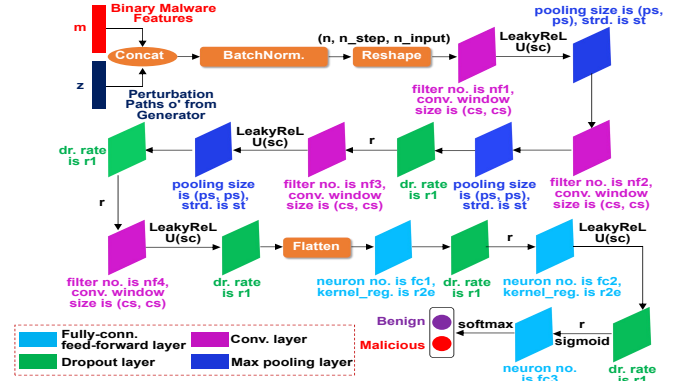 Binary Malware
Features
m
Concat
z
Perturbation
Paths o' from
Generator
BatchNorm.
(n, n_step, n_input)
Reshape
filter no. is nf1,
conv. window
size is (cs, cs)
LeakyReL
U(sc)
pooling size is (ps,
ps), strd. is st
filter no. is nf2,
conv. window
size is (cs, cs)
pooling size
is (ps, ps),
strd. is st
dr. rate
is r1
r
filter no. is nf3,
conv. window
size is (cs, cs)
LeakyReL
U(sc)
pooling size
is (ps, ps),
strd. is st
dr. rate
is r1
r
filter no. is nf4,
conv. window
size is (cs, cs)
LeakyReL
U(sc)
dr. rate
is r1
Flatten
neuron no. is fc1,
kernel_reg. is r2e
dr. rate
is r1
r
neuron no. is fc2,
kernel_reg. is r2e
LeakyReL
U(sc)
dr. rate
is r1
r
sigmoid
neuron no.
is fc3
softmax
Benign
Malicious
Fully-conn.
feed-forward layer
Conv. layer
Dropout layer
Max pooling layer